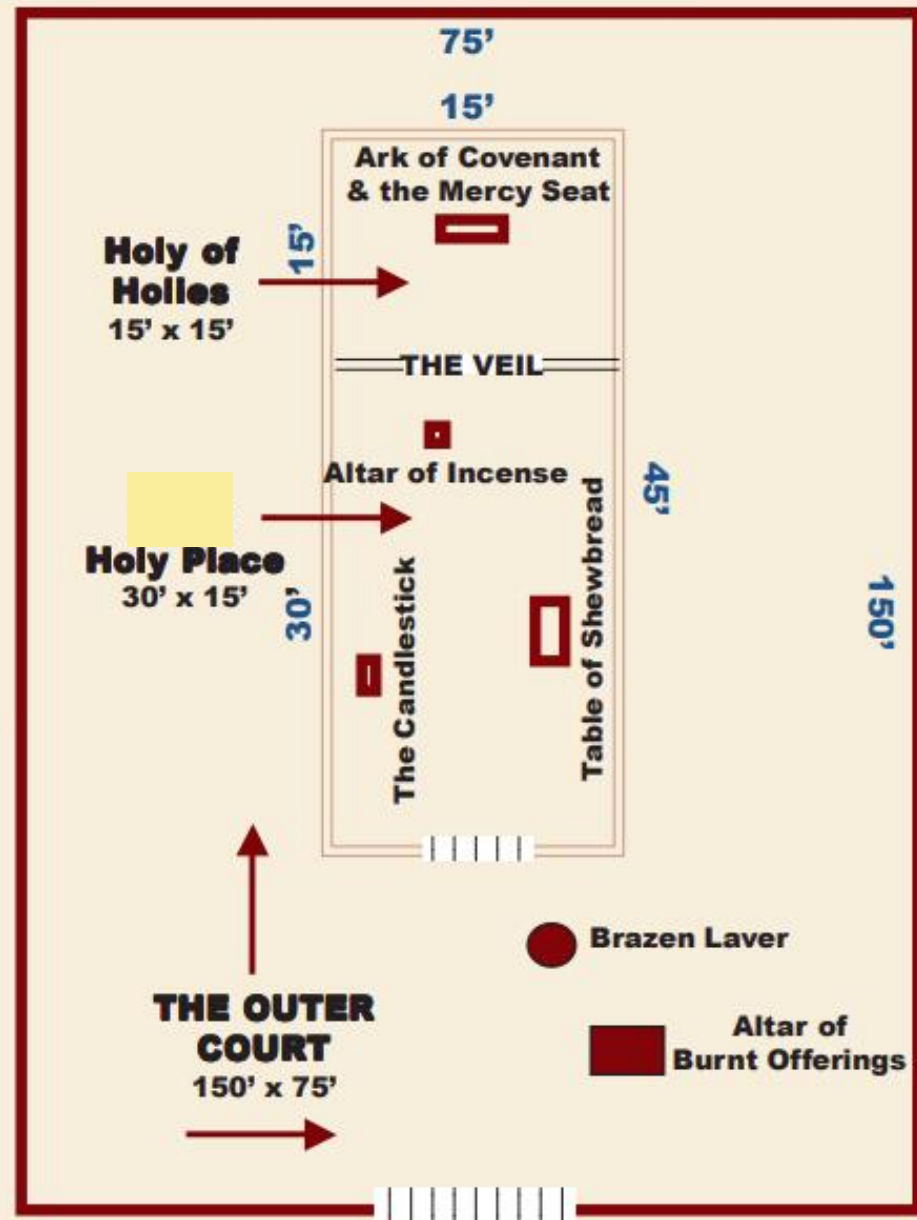 75’
15’
Ark of Covenant
& the Mercy Seat
15’
Holy of
Holies
15’ x 15’
THE VEIL
Altar of Incense
45’
Holy Place
30’ x 15’
30’
The Candlestick
Table of Shewbread
150’
Brazen Laver
THE OUTER
COURT
150’ x 75’
Altar of
Burnt Offerings